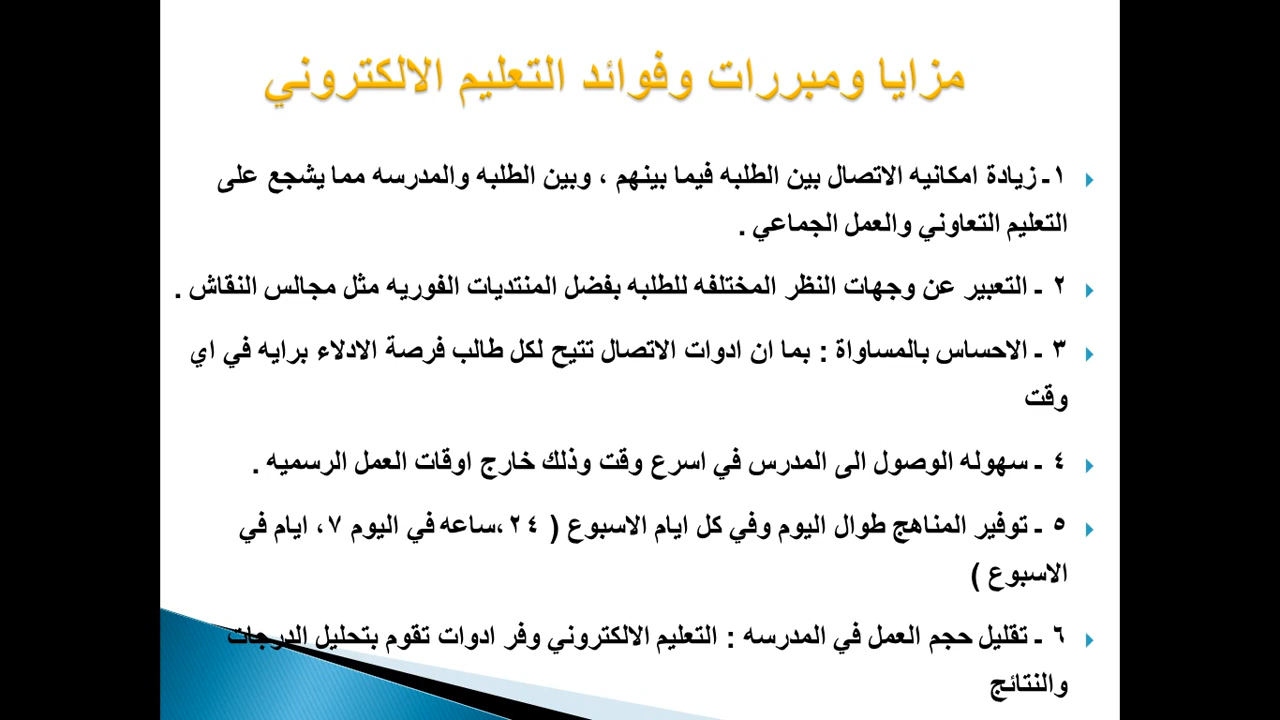 مزايا ومبررات وفوائد التعليم الالكتروني
١ـ زيادة امكانيه الاتصال بين الطلبه فيما بينهم ، وبين الطلبه والمدرسه مما يشجع على
التعليم التعاوني والعمل الجماعي .
٢ ـ التعبير عن وجهات النظر المختلفه للطلبه بفضل المنتديات الفوريه مثل مجالس النقاش .
٣ ـ الاحساس بالمساواة : بما ان ادوات الاتصال تتيح لكل طالب فرصة الادلاء برايه في اي
وقت
٤ ـ سهوله الوصول الى المدرس في اسرع وقت وذلك خارج اوقات العمل الرسميه .
٥ ـ توفير المناهج طوال اليوم وفي كل ايام الاسبوع ( ٢٤ ،ساعه في اليوم ٧، ايام في
الاسبوع )
٦ ـ تقليل حجم العمل في المدرسه : التعليم الالكتروني وفر ادوات تقوم بتحليل الدرجات
والنتائج